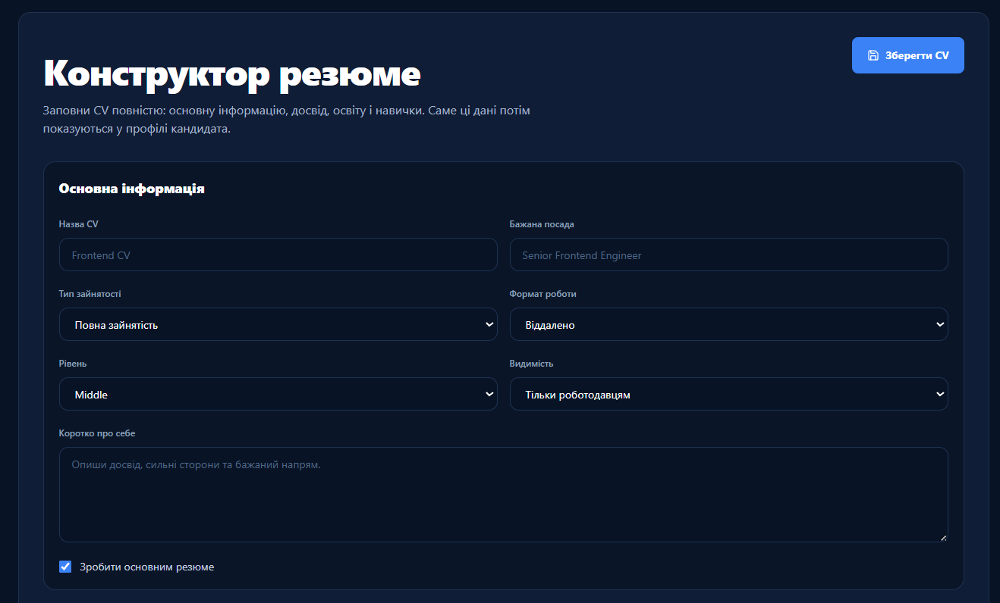 Зберегти CV
Конструктор резюме
Заповни CV повністю: основну інформацію, досвід, освіту і навички. Саме ці дані потім
показуються у профілі кандидата.
Основна інформація
Назва CV
Бажана посада
Frontend CV
Senior Frontend Engineer
Тип зайнятості
Формат роботи
Повна зайнятість
Віддалено
Рівень
Видимість
Middle
Тільки роботодавцям
Коротко про себе
Опиши досвід, сильні сторони та бажаний напрям.
Зробити основним резюме